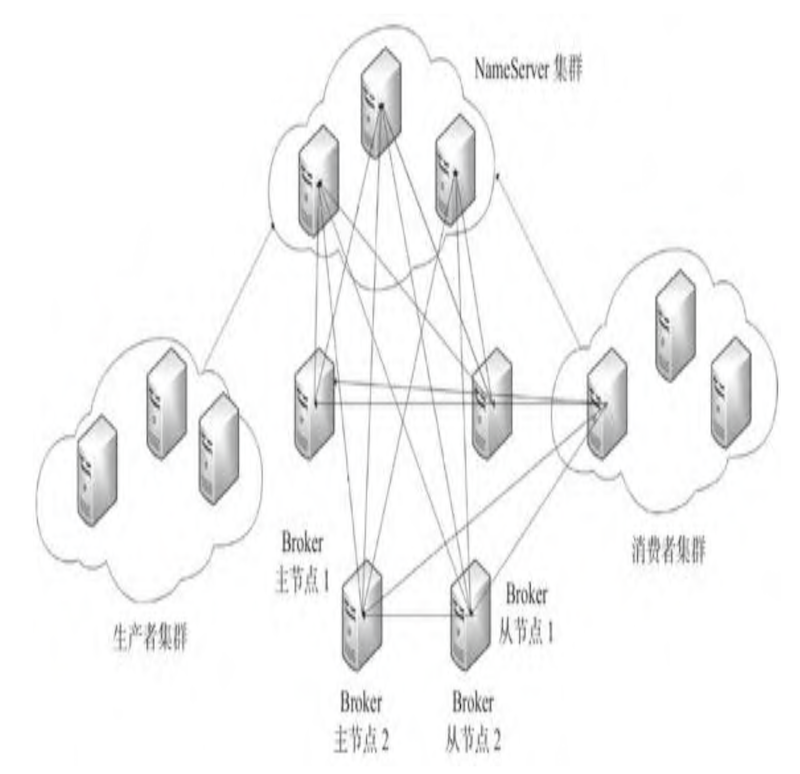 NameServer 集群
Broker
主节点 1
消费者集群
生产者集群
Broker
从节点 1
Broker
主节点 2
Broker
从节点 2